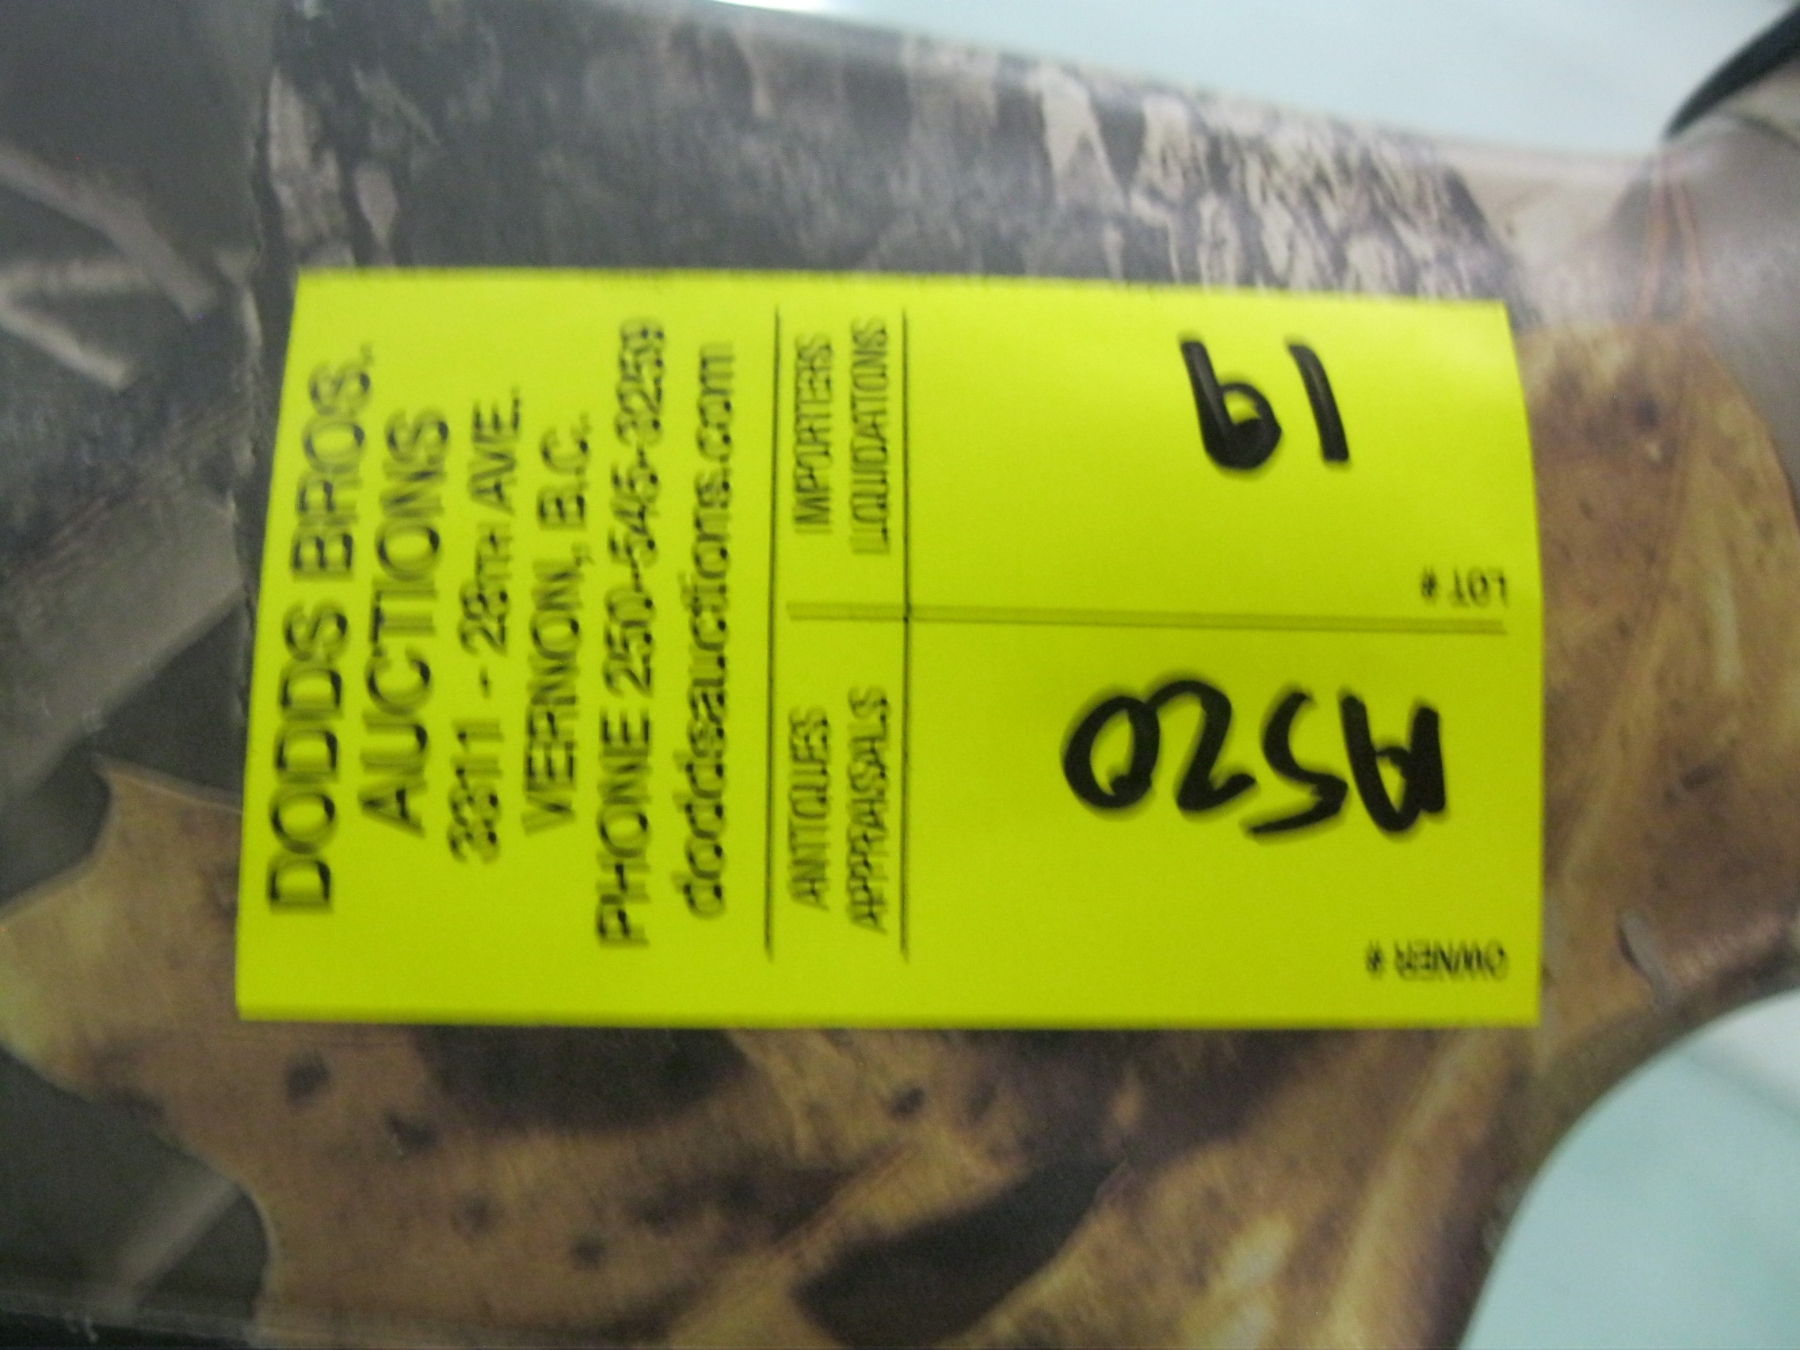 DODDS BROS.
AUCTIONS
3311 - 28TH AVE.
VERNON, B.C.
PHONE 250-545-3259
doddsauctions.com
ANTIQUES IMPORTERS
APPRAISALS LIQUIDATIONS
OWNER #
A520
LOT #
19